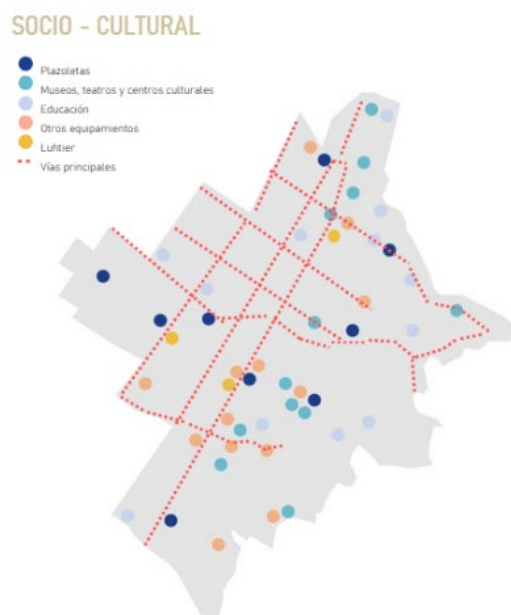 SOCIO - CULTURAL
Plazoletas
Museos, teatros y centros culturales
Educación
Otros equipamientos
Luhtier
Vías principales